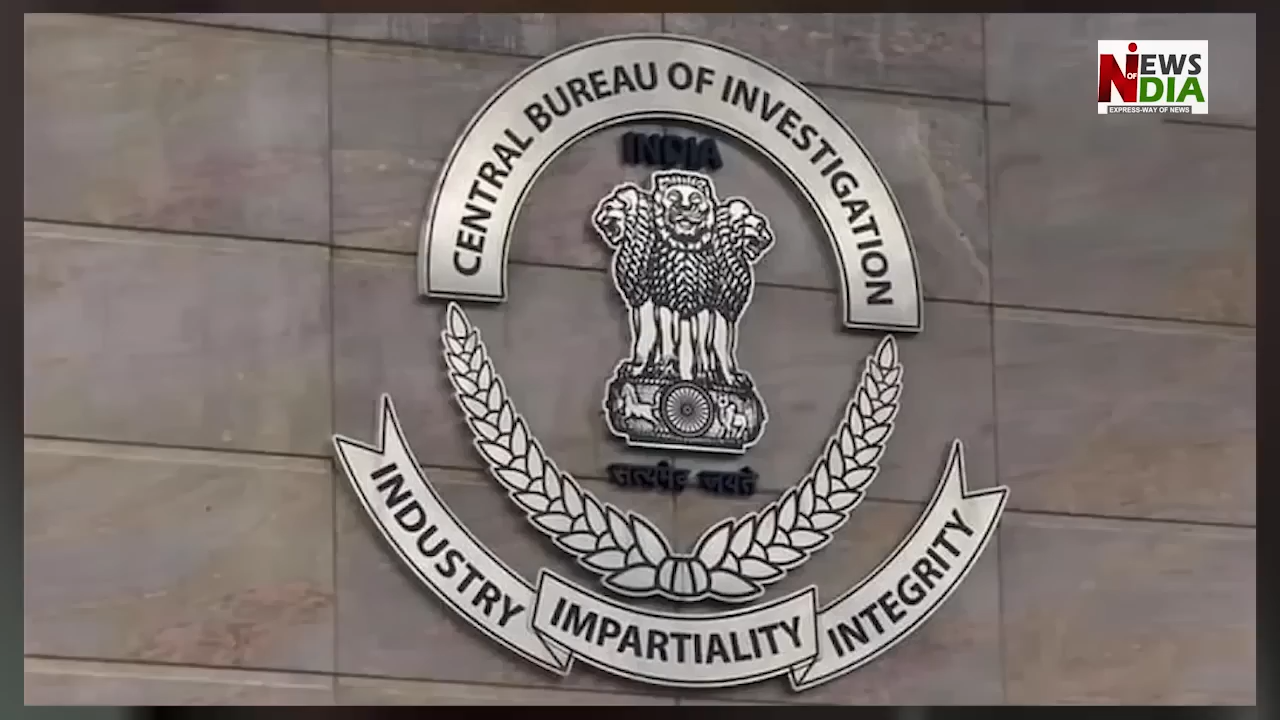 NEWS
OF
INDIA
EXPRESS-WAY OF NEWS
CENTRAL BUREAU OF INVESTIGATION
INDIA
सत्यमेव जयते
INDUSTRY
IMPARTIALITY
INTEGRITY